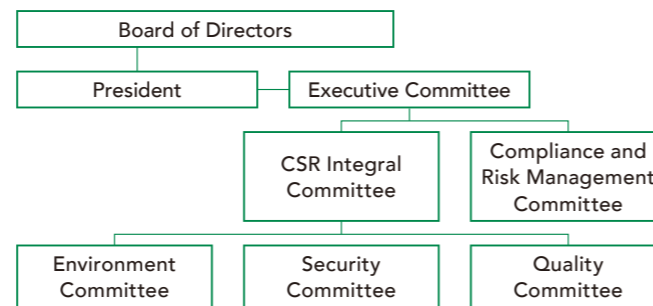 Board of Directors
President
Executive Committee
CSR Integral
Committee
Compliance and
Risk Management
Committee
Environment
Committee
Security
Committee
Quality
Committee